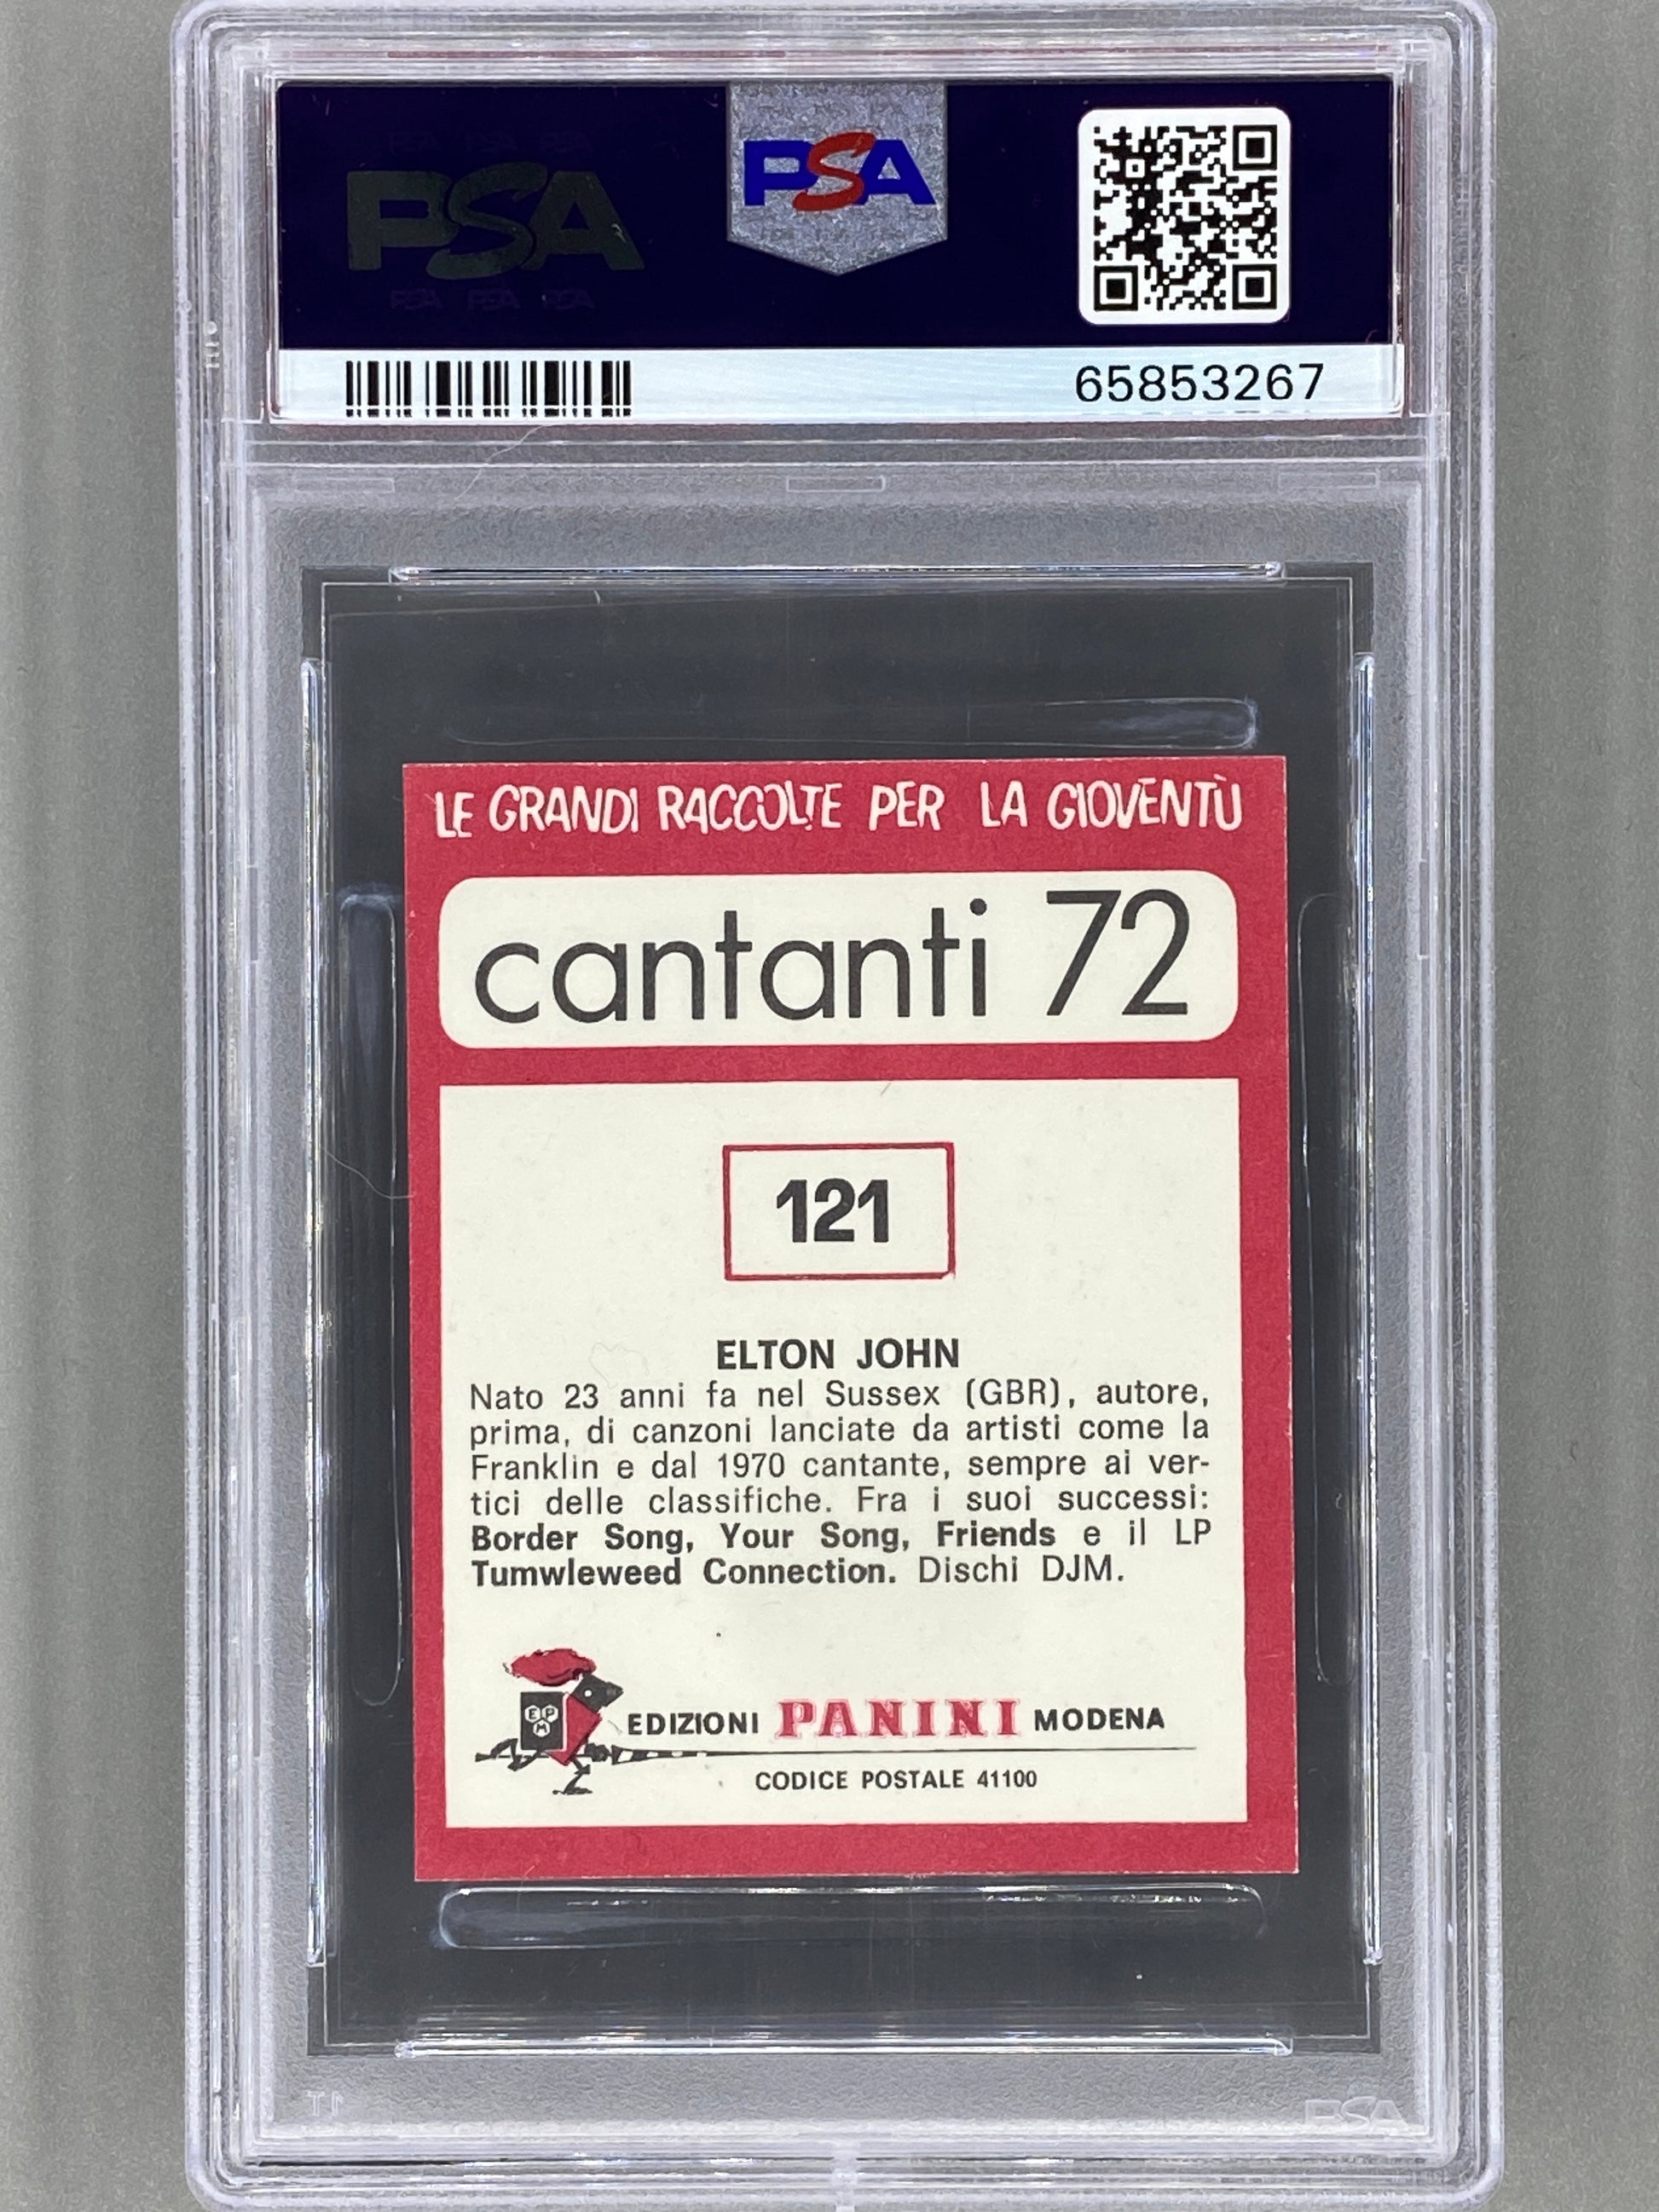 PSA
PSA
65853267
LE GRANDI RACCOLTE PER LA GIOVENTÙ
cantanti 72
121
ELTON JOHN
Nato 23 anni fa nel Sussex (GBR), autore,
prima, di canzoni lanciate da artisti come la
Franklin e dal 1970 cantante, sempre ai ver-
tici delle classifiche. Fra i suoi successi:
Border Song, Your Song, Friends e il LP
Tumwleweed Connection. Dischi DJM.
EPM
EDIZIONI PANINI MODENA
CODICE POSTALE 41100
PSA